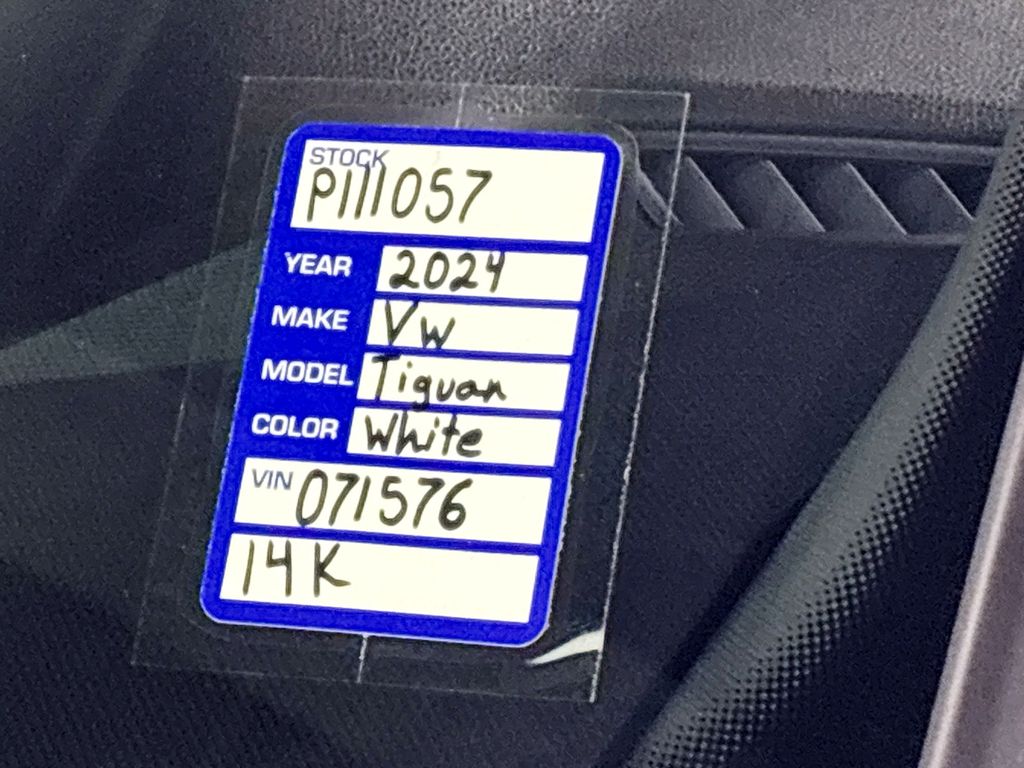 STOCK
P111057
YEAR 2024
MAKE VW
MODEL Tiguan
COLOR White
VIN 071576
14K